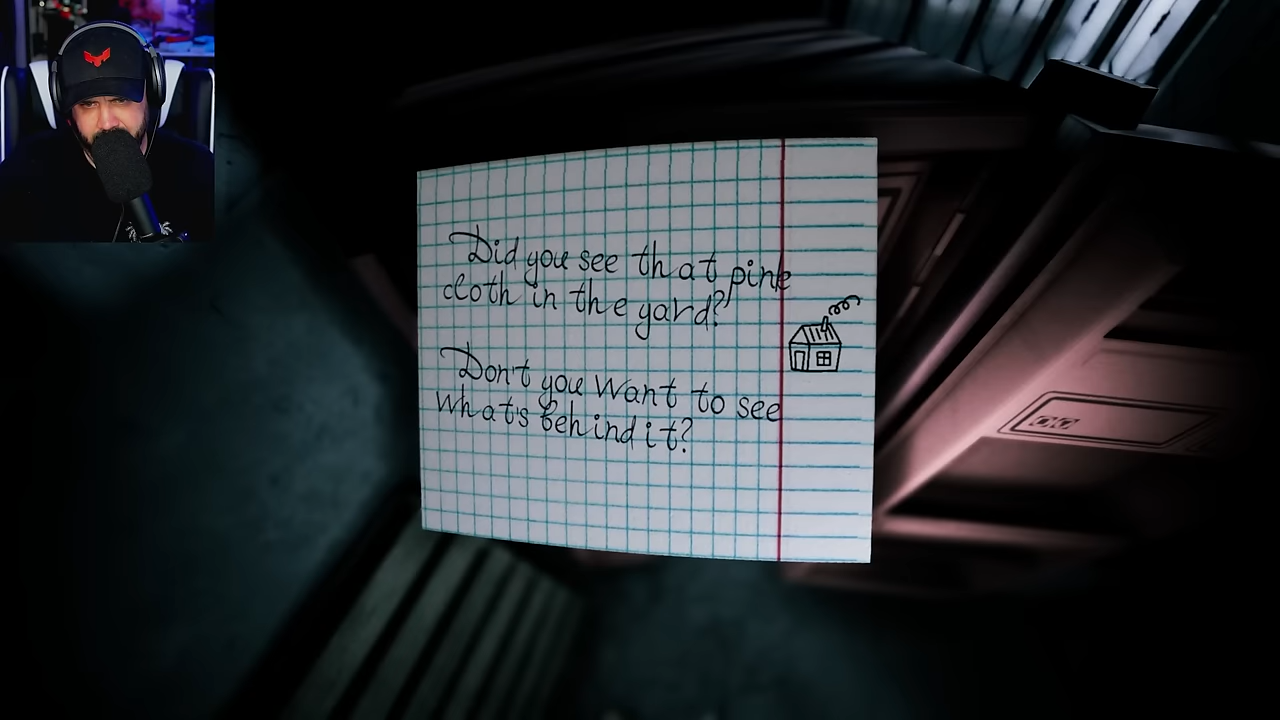 Did you see that pink
cloth in the yard?
Don't you want to see
what's behind it?